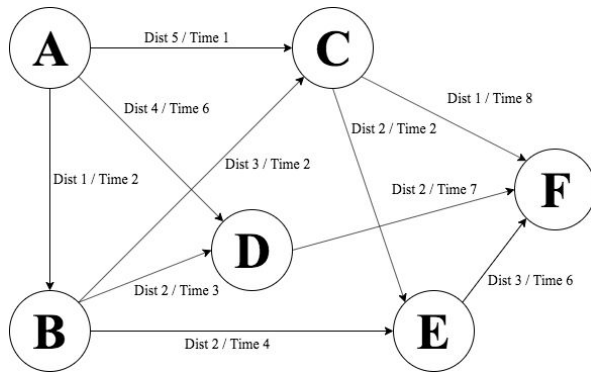 A
Dist 5 / Time 1
C
Dist 4 / Time 6
Dist 1 / Time 8
Dist 2 / Time 2
Dist 3 / Time 2
Dist 1 / Time 2
Dist 2 / Time 7
F
D
Dist 2 / Time 3
Dist 3 / Time 6
B
Dist 2 / Time 4
E